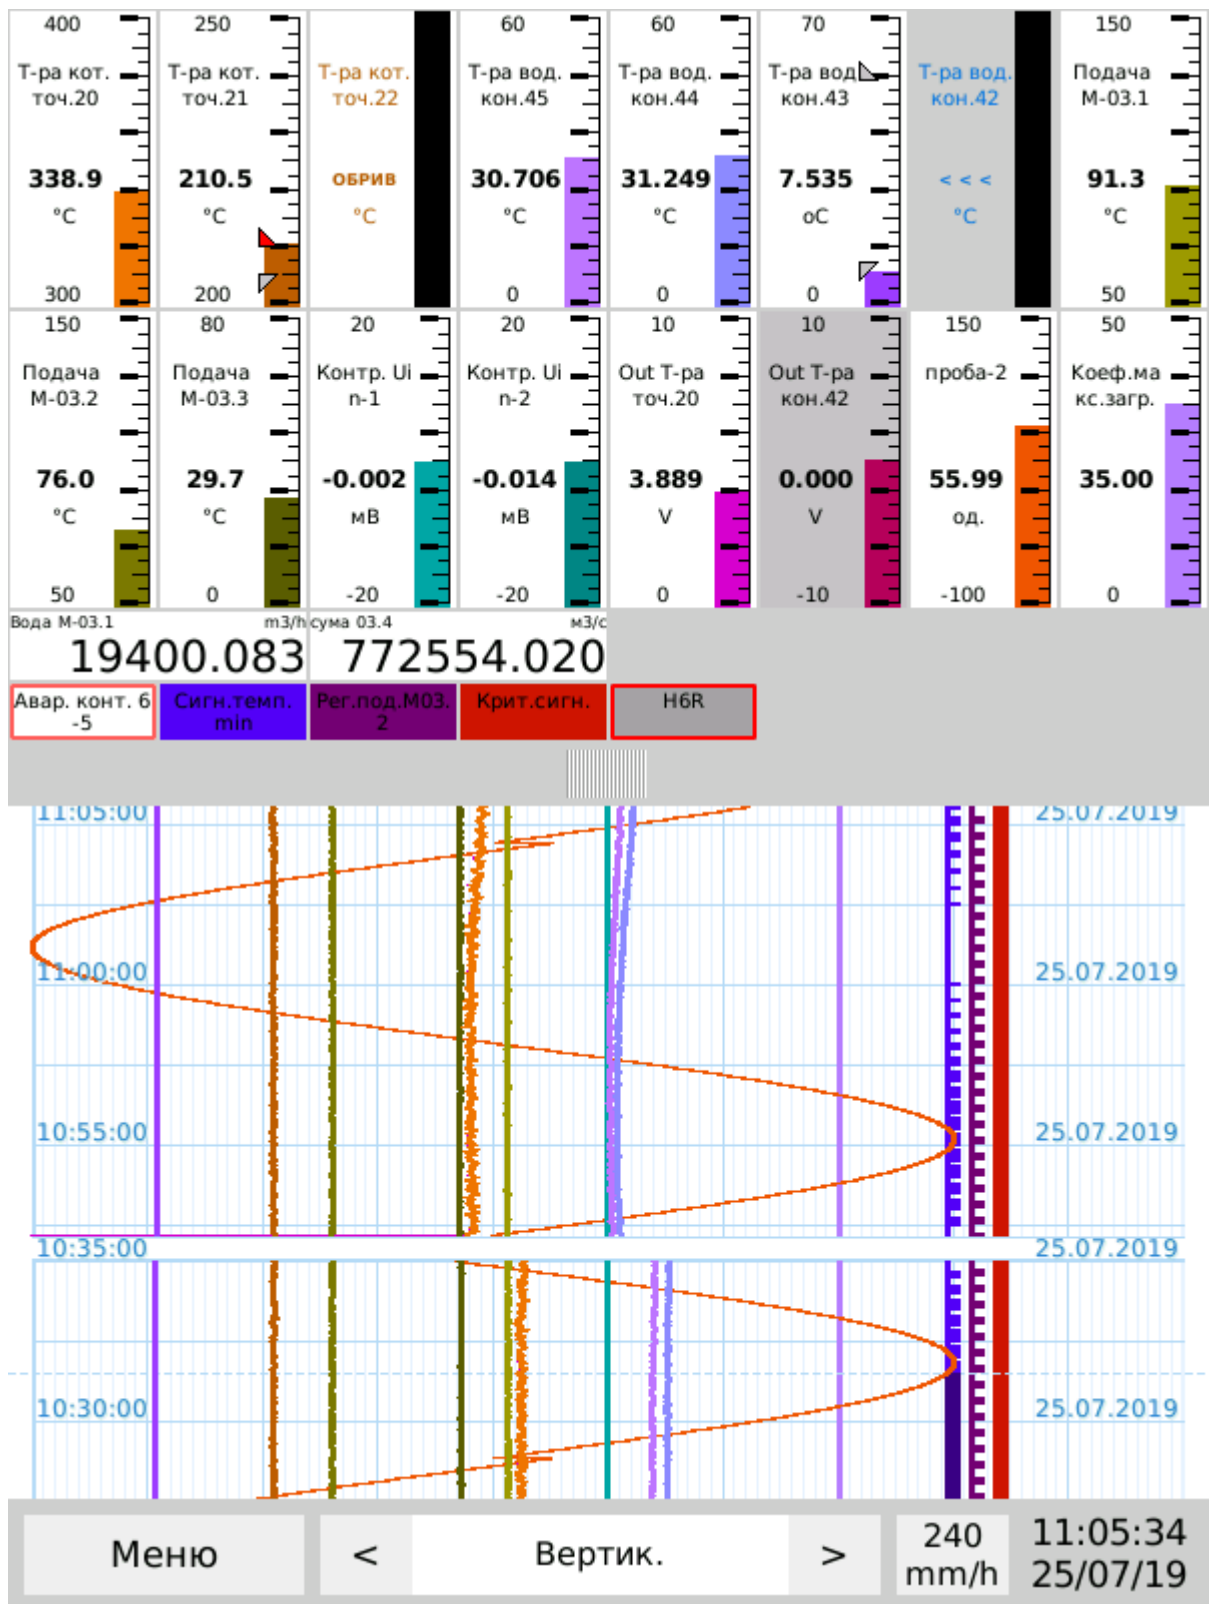 400 250 60 60 70 150
Т-ра кот. Т-ра кот. Т-ра кот. Т-ра вод. Т-ра вод. Т-ра вод. Т-ра вод. Подача
точ.20 точ.21 точ.22 кон.45 кон.44 кон.43 кон.42 М-03.1
338.9 210.5 ОБРИВ 30.706 31.249 7.535 < < < 91.3
°C °C °C °C °C oC °C °C
300 200 0 0 0 50
150 80 20 20 10 10 150 50
Подача Подача Контр. Ui Контр. Ui Out Т-ра Out Т-ра проба-2 Коеф.ма
М-03.2 М-03.3 n-1 n-2 точ.20 кон.42 кс.загр.
76.0 29.7 -0.002 -0.014 3.889 0.000 55.99 35.00
°C °C мВ мВ V V од.
50 0 -20 -20 0 -10 -100 0
Вода М-03.1 m3/h сума 03.4 м3/с
19400.083 772554.020
Авар. конт. 6 Сигн.темп. Рег.под.М03. Крит.сигн. H6R
-5 min 2
11:05:00 25.07.2019
11:00:00 25.07.2019
10:55:00 25.07.2019
10:35:00 25.07.2019
10:30:00 25.07.2019
Меню < Вертик. > 240 11:05:34
mm/h 25/07/19